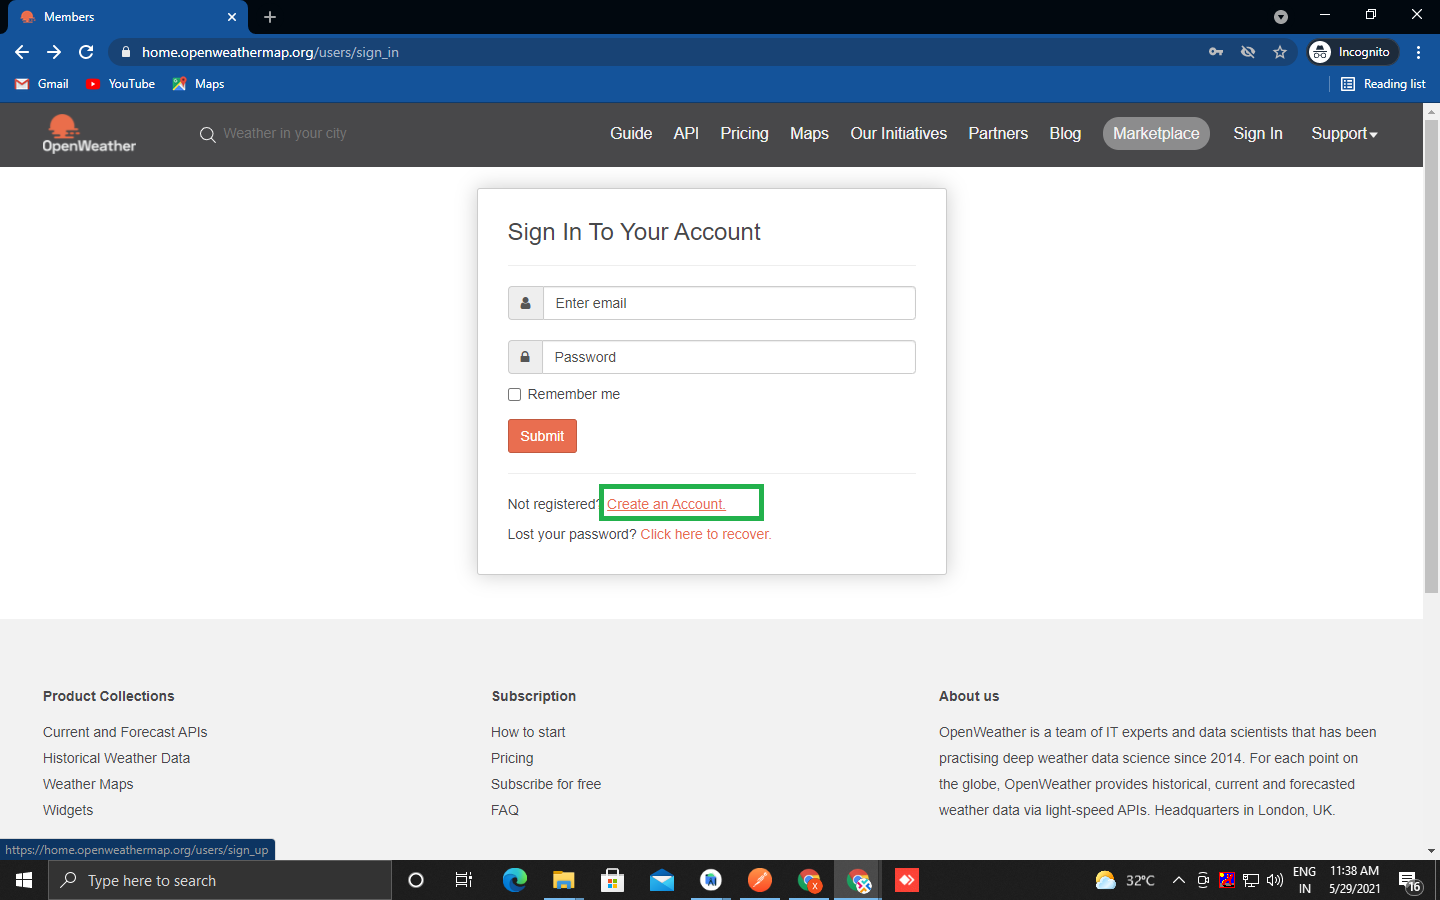 Members
home.openweathermap.org/users/sign_in
Incognito
Gmail YouTube Maps
Reading list
OpenWeather
Weather in your city
Guide API Pricing Maps Our Initiatives Partners Blog Marketplace Sign In Support
Sign In To Your Account
Enter email
Password
Remember me
Submit
Not registered? Create an Account.
Lost your password? Click here to recover.
Product Collections
Current and Forecast APIs
Historical Weather Data
Weather Maps
Widgets
Subscription
How to start
Pricing
Subscribe for free
FAQ
About us
OpenWeather is a team of IT experts and data scientists that has been
practising deep weather data science since 2014. For each point on
the globe, OpenWeather provides historical, current and forecasted
weather data via light-speed APIs. Headquarters in London, UK.
https://home.openweathermap.org/users/sign_up
Type here to search
32°C
ENG
IN
11:38 AM
5/29/2021
16